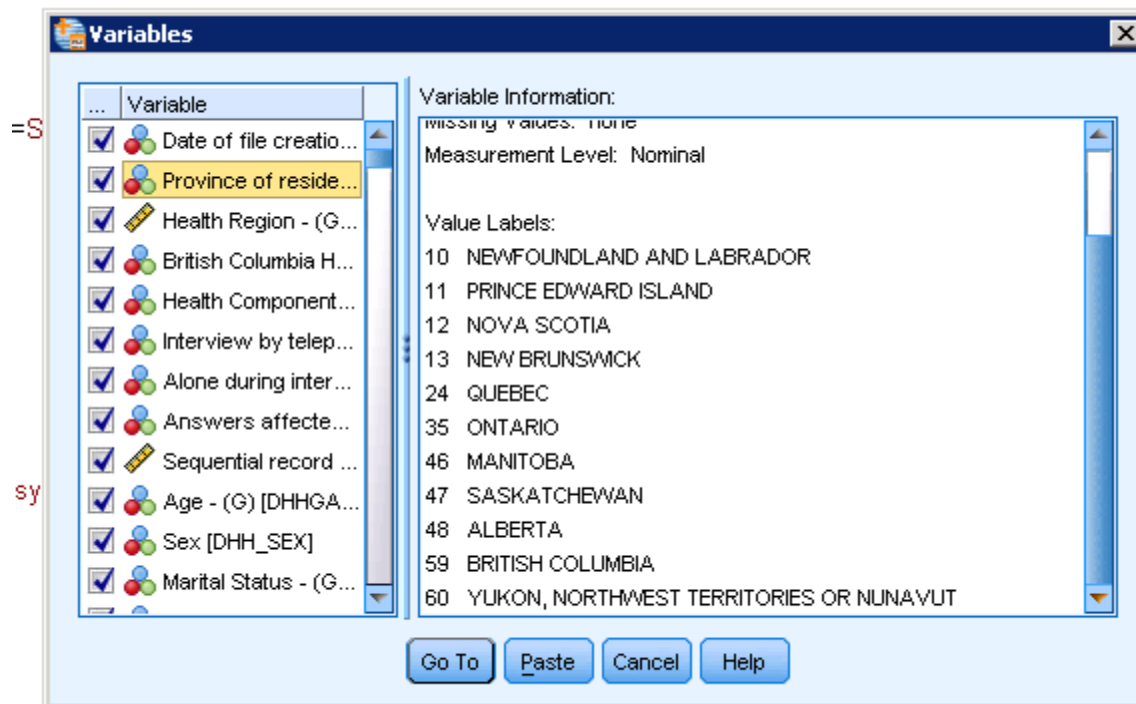 Variables
... Variable
Date of file creatio...
Province of reside...
Health Region - (G...
British Columbia H...
Health Component...
Interview by telep...
Alone during inter...
Answers affecte...
Sequential record ...
Age - (G) [DHHGA...
Sex [DHH_SEX]
Marital Status - (G...
=S
sy
Variable Information:
Missing Values: none
Measurement Level: Nominal
Value Labels:
10 NEWFOUNDLAND AND LABRADOR
11 PRINCE EDWARD ISLAND
12 NOVA SCOTIA
13 NEW BRUNSWICK
24 QUEBEC
35 ONTARIO
46 MANITOBA
47 SASKATCHEWAN
48 ALBERTA
59 BRITISH COLUMBIA
60 YUKON, NORTHWEST TERRITORIES OR NUNAVUT
Go To Paste Cancel Help